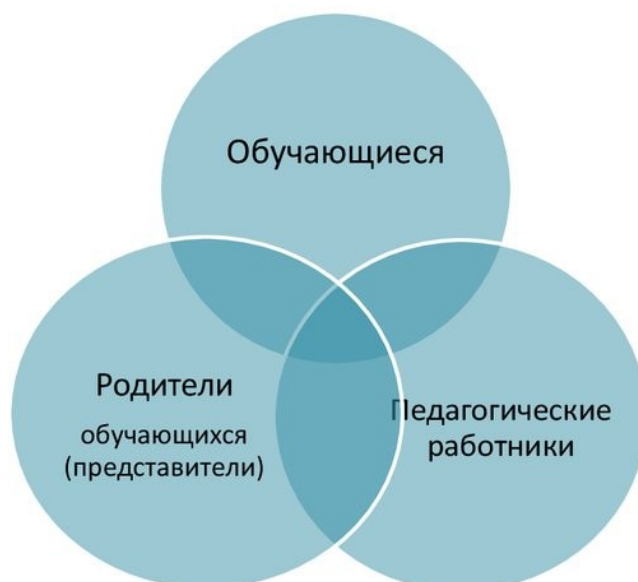 Обучающиеся
Родители
обучающихся
(представители)
Педагогические
работники